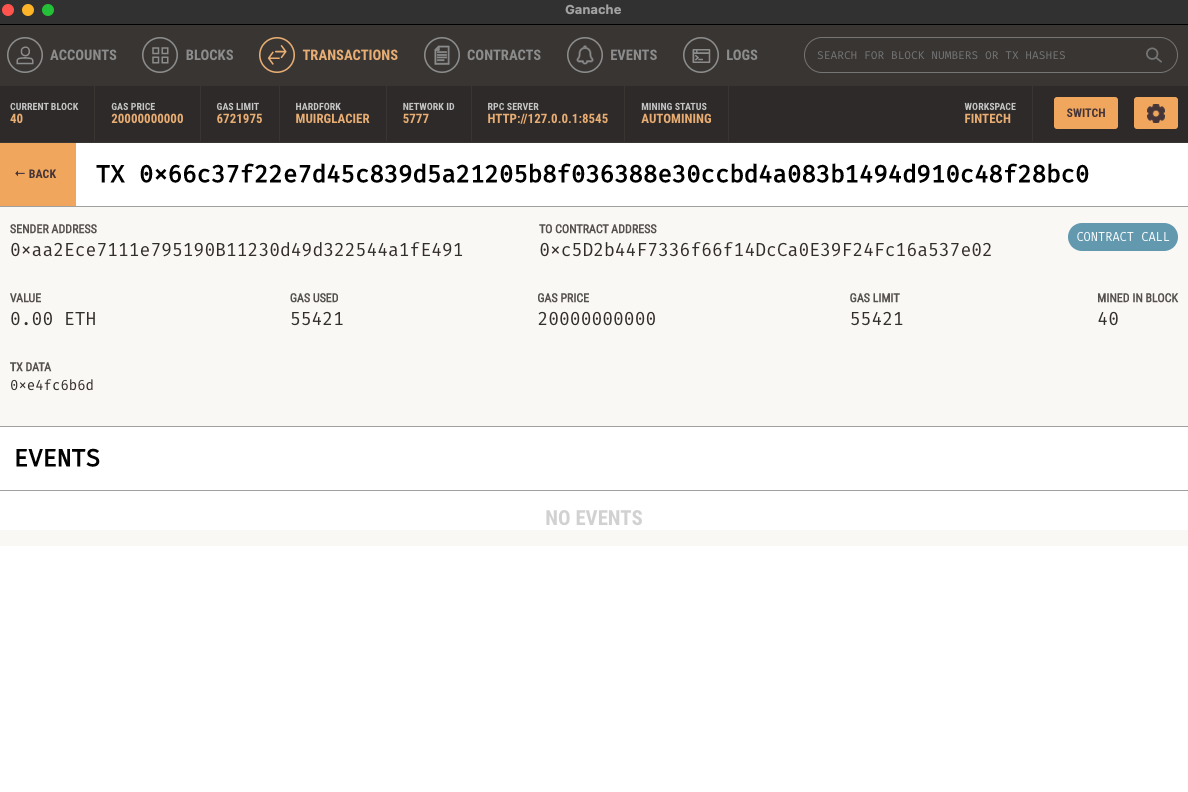 Ganache
ACCOUNTS BLOCKS TRANSACTIONS CONTRACTS EVENTS LOGS SEARCH FOR BLOCK NUMBERS OR TX HASHES
CURRENT BLOCK GAS PRICE GAS LIMIT HARDFORK NETWORK ID RPC SERVER MINING STATUS WORKSPACE
40 20000000000 6721975 MUIRGLACIER 5777 HTTP://127.0.0.1:8545 AUTOMINING FINTECH SWITCH
← BACK TX 0×66c37f22e7d45c839d5a21205b8f036388e30ccbd4a083b1494d910c48f28bc0
SENDER ADDRESS TO CONTRACT ADDRESS
0×aa2Ece7111e795190B11230d49d322544a1fE491 0×c5D2b44F7336f66f14DcCa0E39F24Fc16a537e02 CONTRACT CALL
VALUE GAS USED GAS PRICE GAS LIMIT MINED IN BLOCK
0.00 ETH 55421 20000000000 55421 40
TX DATA
0×e4fc6b6d
EVENTS
NO EVENTS